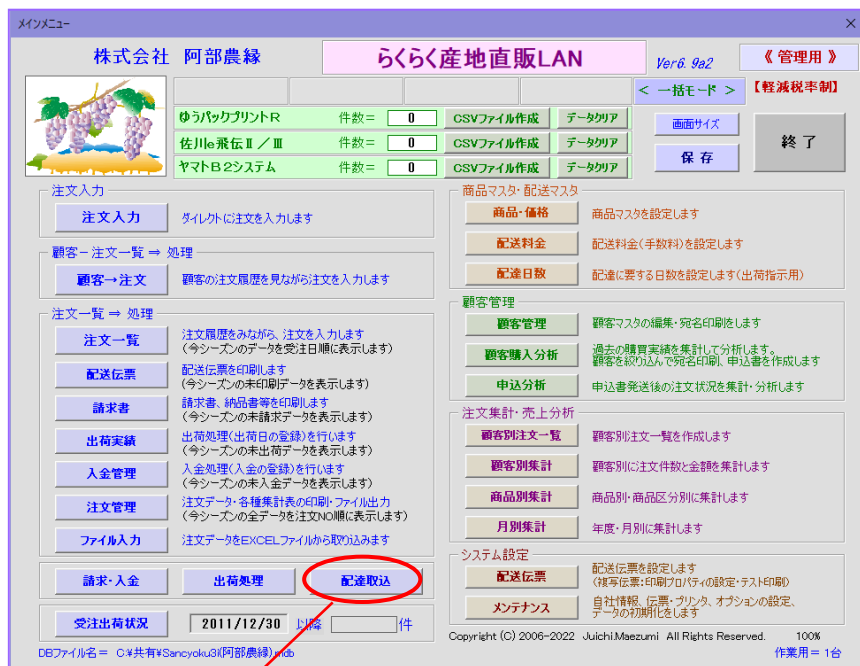 メインメニュー ×
株式会社 阿部農縁
らくらく産地直販LAN
Ver6. 9a2
《 管理用 》
< 一括モード >
【軽減税率制】
ゆうパックプリントR 件数＝ 0 CSVファイル作成 データクリア
画面サイズ
終 了
佐川e飛伝Ⅱ／Ⅲ 件数＝ 0 CSVファイル作成 データクリア
保 存
ヤマトB2システム 件数＝ 0 CSVファイル作成 データクリア
注文入力
注文入力 ダイレクトに注文を入力します
顧客－注文一覧 ⇒ 処理
顧客→注文 顧客の注文履歴を見ながら注文を入力します
注文一覧 ⇒ 処理
注文一覧 注文履歴をみながら、注文を入力します
(今シーズンのデータを受注日順に表示します)
配送伝票 配送伝票を印刷します
(今シーズンの未印刷データを表示します)
請求書 請求書、納品書等を印刷します
(今シーズンの未請求データを表示します)
出荷実績 出荷処理(出荷日の登録)を行います
(今シーズンの未出荷データを表示します)
入金管理 入金処理(入金の登録)を行います
(今シーズンの未入金データを表示します)
注文管理 注文データ・各種集計表の印刷・ファイル出力
(今シーズンの全データを注文NO順に表示します)
ファイル入力 注文データをEXCELファイルから取り込みます
請求・入金 出荷処理 配達取込
受注出荷状況 2011/12/30 以降 件
DBファイル名＝ C:¥共有¥Sancyoku3i(阿部農縁).mdb
商品マスタ・配送マスタ
商品・価格 商品マスタを設定します
配送料金 配送料金(手数料)を設定します
配達日数 配達に要する日数を設定します(出荷指示用)
顧客管理
顧客管理 顧客マスタの編集・宛名印刷をします
顧客購入分析 過去の購買実績を集計して分析します。
顧客を絞り込んで宛名印刷、申込書を作成します
申込分析 申込書発送後の注文状況を集計・分析します
注文集計・売上分析
顧客別注文一覧 顧客別注文一覧を作成します
顧客別集計 顧客別に注文件数と金額を集計します
商品別集計 商品別・商品区分別に集計します
月別集計 年度・月別に集計します
システム設定
配送伝票 配送伝票を設定します
(複写伝票:印刷プロパティの設定・テスト印刷)
メンテナンス 自社情報、伝票・プリンタ、オプションの設定、
データの初期化をします
Copyright (C) 2006-2022 Juichi.Maezumi All Rights Reserved. 100%
作業用＝ 1台